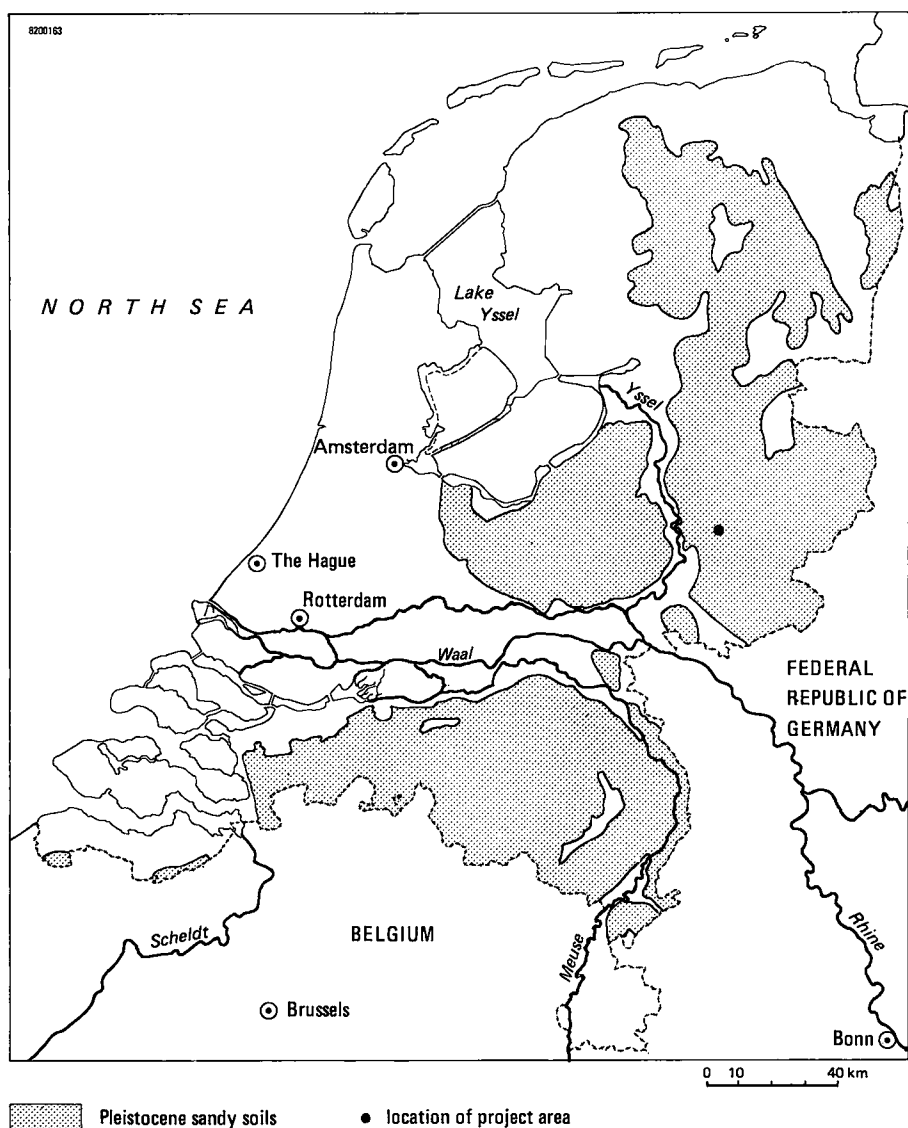 8200163
NORTH SEA
Lake
Yssel
Yssel
Amsterdam
The Hague
Rotterdam
Waal
FEDERAL
REPUBLIC OF
GERMANY
BELGIUM
Scheldt
Meuse
Rhine
Brussels
Bonn
0 10 40 km
Pleistocene sandy soils
location of project area